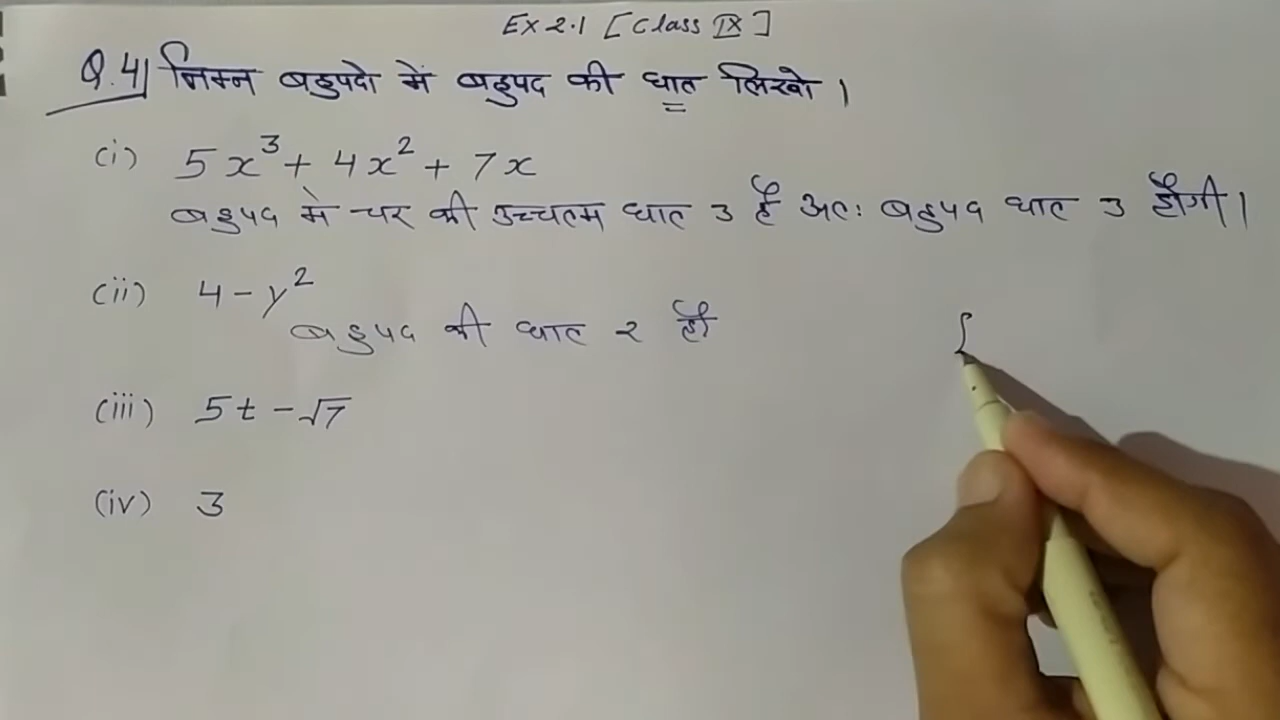 Ex 2.1 [Class IX]
Q.4| निम्न बहुपदो में बहुपद की घात लिखो।
(i) 5x³ + 4x² + 7x
बहुपद मे चर की उच्चतम घात 3 है अतः बहुपद घात 3 होगी।
(ii) 4 - y²
बहुपद की घात 2 है
(iii) 5t - √7
(iv) 3